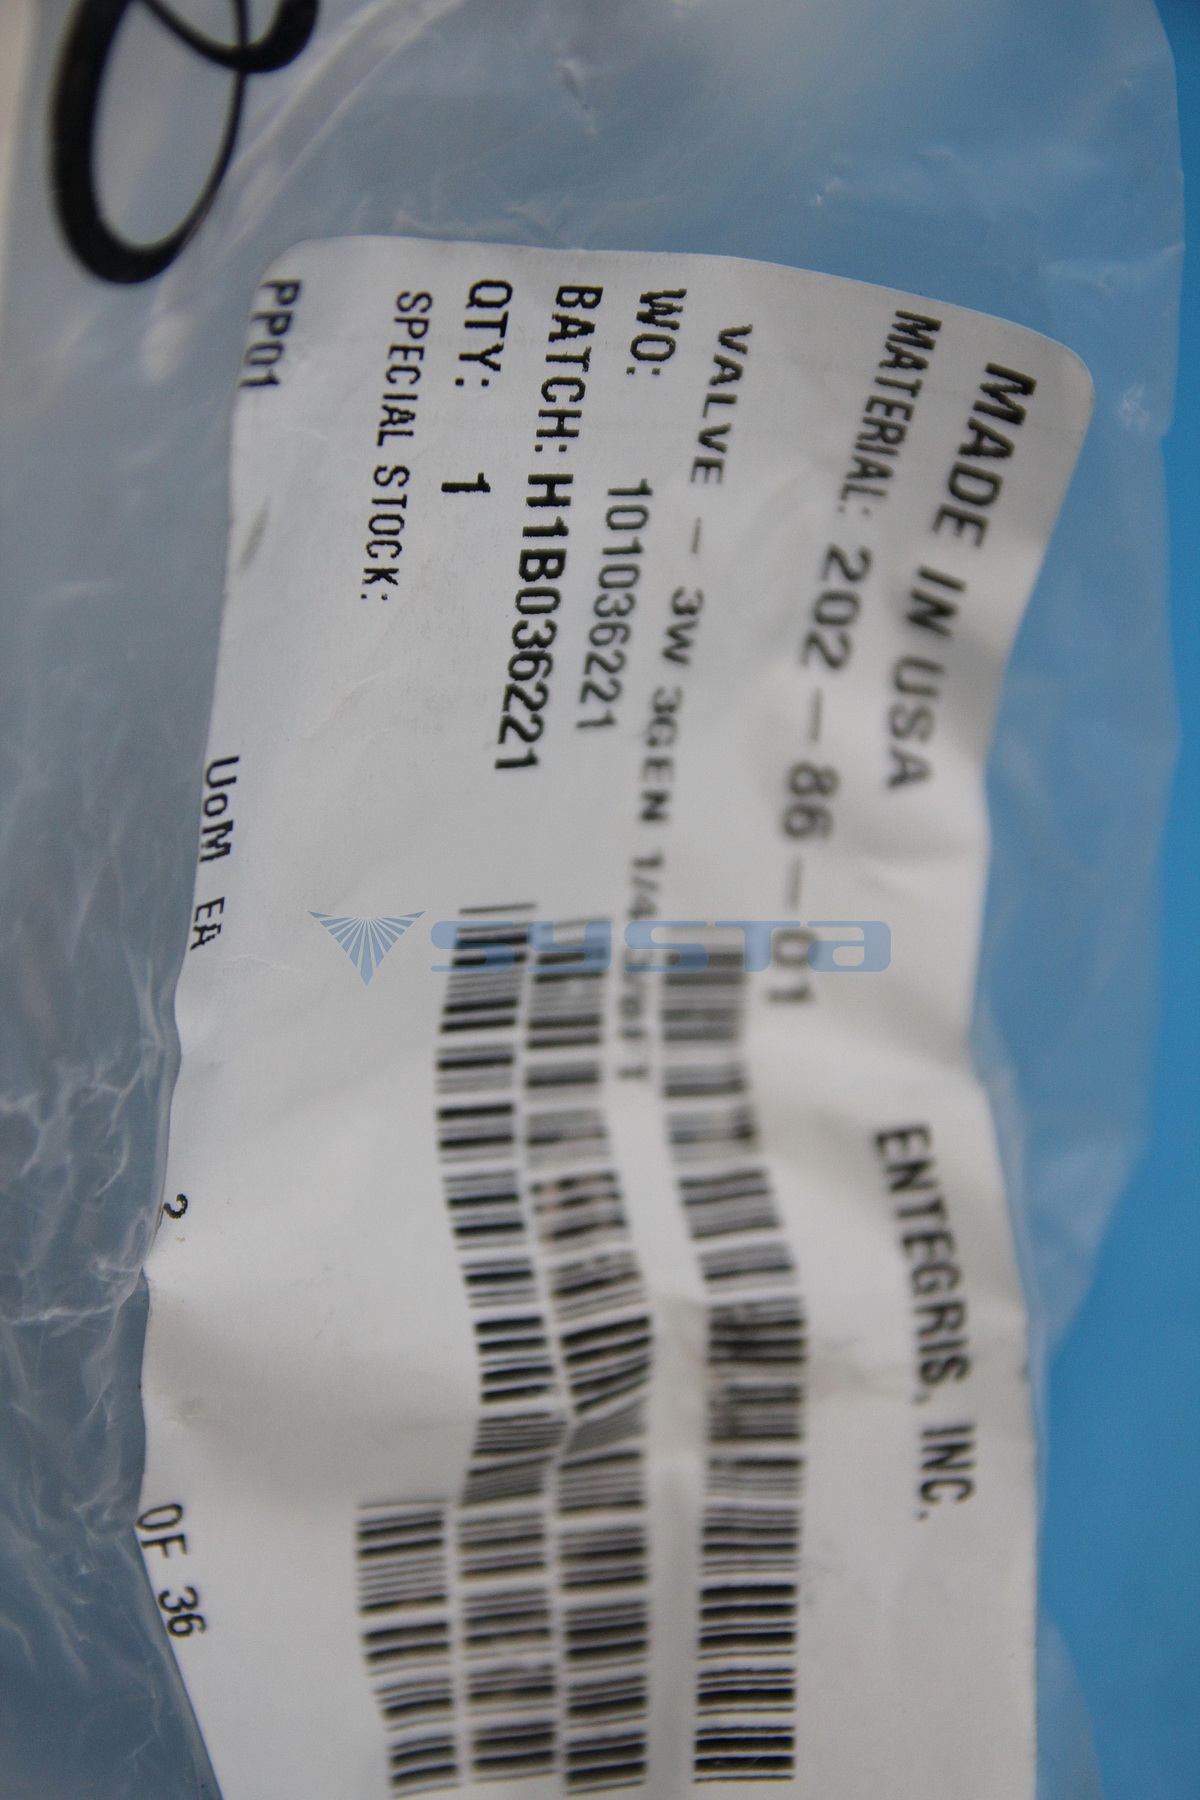 MADE IN USA
ENTEGRIS, INC.
MATERIAL: 202-86-01
VALVE - 3W 3GEN 1/4
WO: 101036221
BATCH: H1B036221
QTY: 1
SPECIAL STOCK:
PP01 UoM EA 2 OF 36
systa